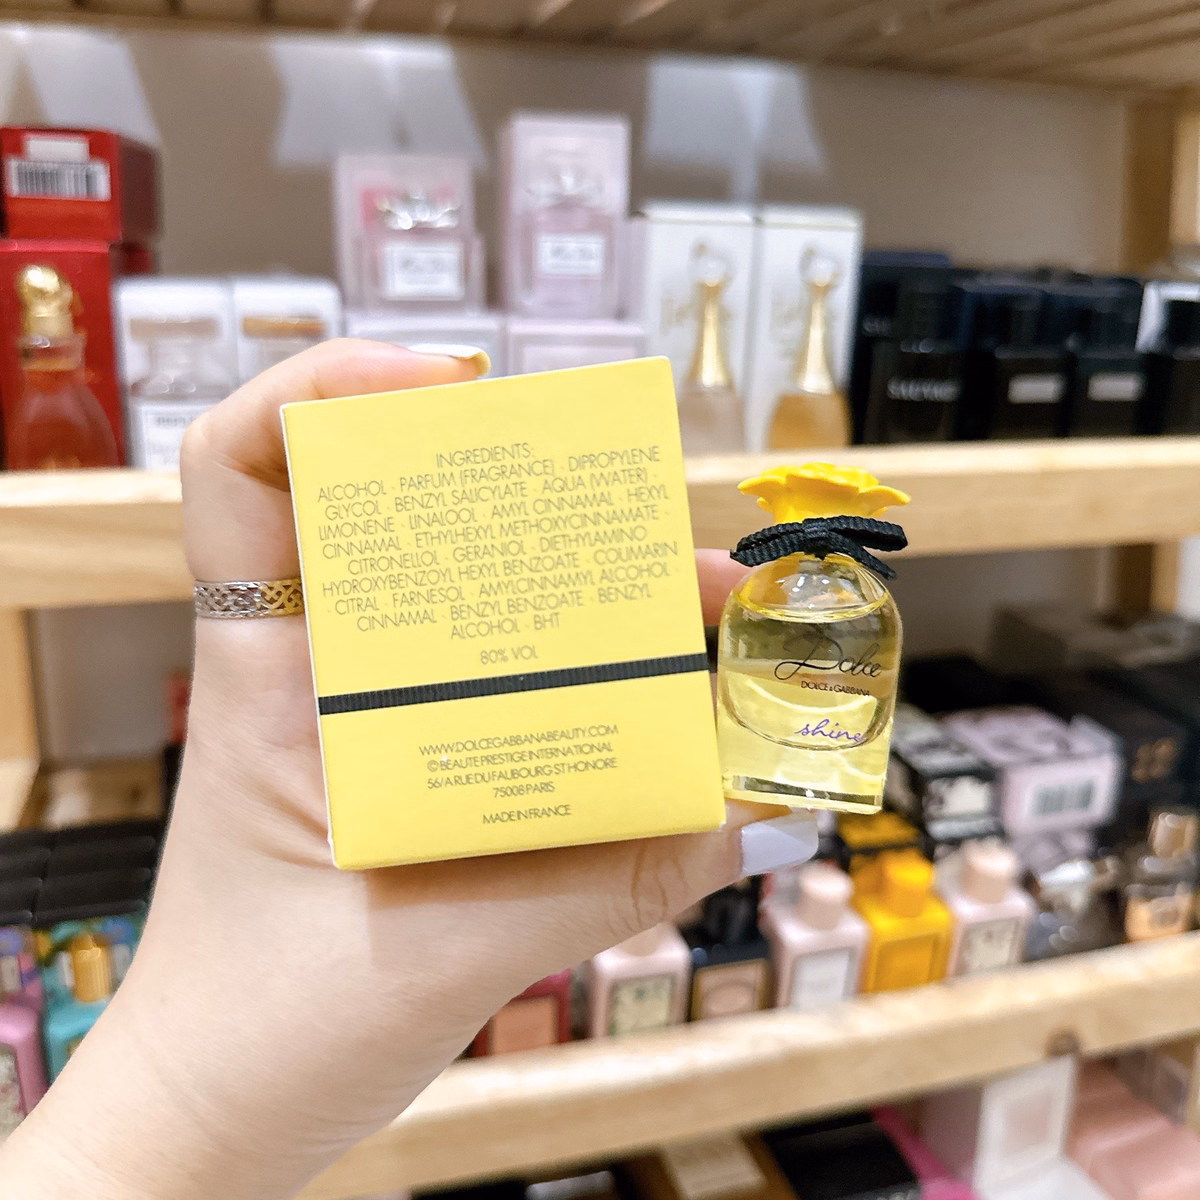 INGREDIENTS:
ALCOHOL · PARFUM (FRAGRANCE) · DIPROPYLENE
GLYCOL · BENZYL SALICYLATE · AQUA (WATER) ·
LIMONENE · LINALOOL · AMYL CINNAMAL · HEXYL
CINNAMAL · ETHYLHEXYL METHOXYCINNAMATE ·
CITRONELLOL · GERANIOL · DIETHYLAMINO
HYDROXYBENZOYL HEXYL BENZOATE · COUMARIN
· CITRAL · FARNESOL · AMYLCINNAMYL ALCOHOL ·
CINNAMAL · BENZYL BENZOATE · BENZYL
ALCOHOL · BHT
80% VOL
WWW.DOLCEGABBANABEAUTY.COM
© BEAUTE PRESTIGE INTERNATIONAL
56/A RUE DU FAUBOURG ST HONORE
75008 PARIS
MADE IN FRANCE
Dolce
DOLCE & GABBANA
shine
SAUVAGE